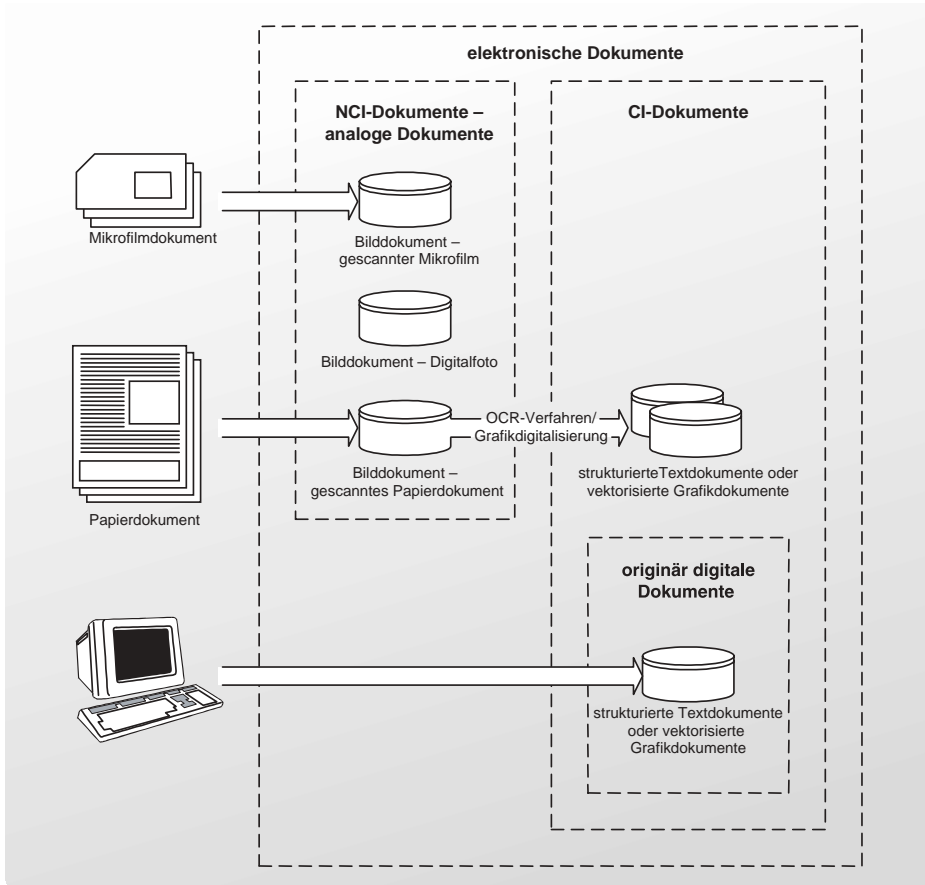 elektronische Dokumente
NCI-Dokumente –
analoge Dokumente
CI-Dokumente
Mikrofilmdokument
Bilddokument –
gescannter Mikrofilm
Bilddokument – Digitalfoto
OCR-Verfahren/
Grafikdigitalisierung
Bilddokument –
gescanntes Papierdokument
strukturierteTextdokumente oder
vektorisierte Grafikdokumente
Papierdokument
originär digitale
Dokumente
strukturierte Textdokumente
oder vektorisierte
Grafikdokumente